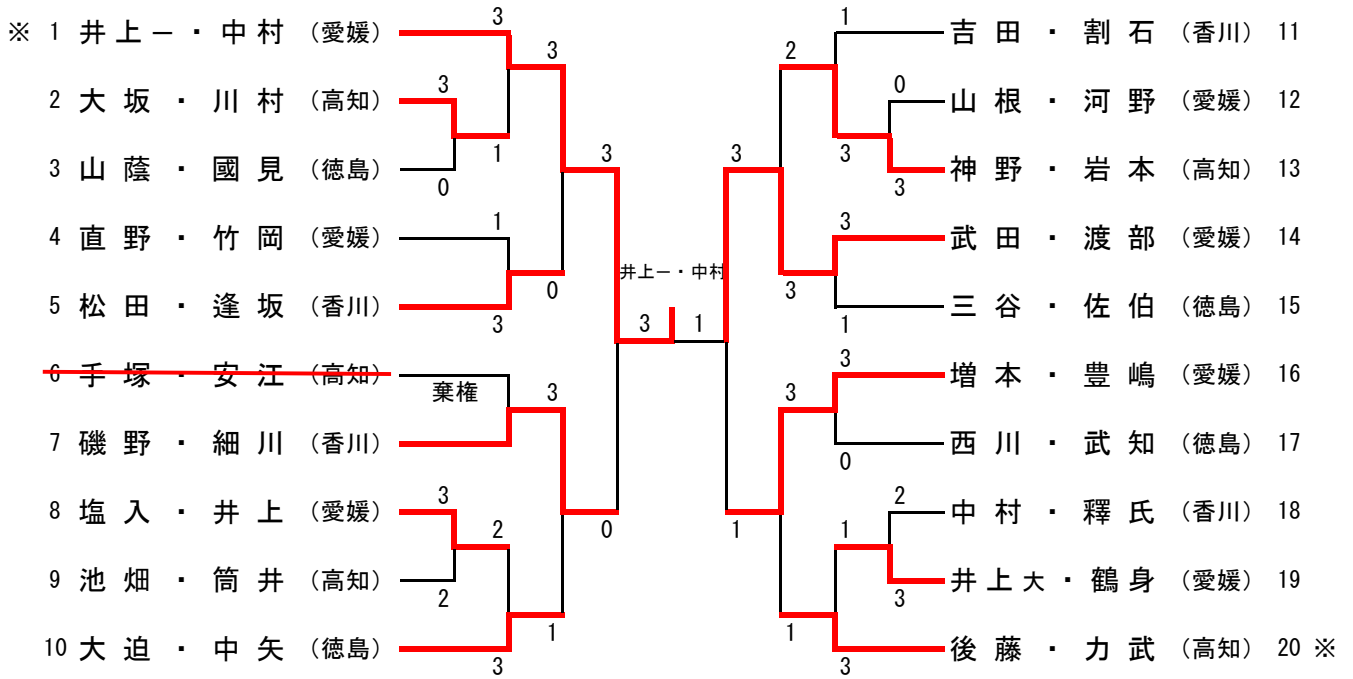 3
1
※ 1 井上一・中村 (愛媛)
吉田・割石 (香川) 11
3
2
3
0
2 大坂・川村 (高知)
山根・河野 (愛媛) 12
1
3
3
3
3 山蔭・國見 (徳島)
神野・岩本 (高知) 13
0
3
1
3
4 直野・竹岡 (愛媛)
武田・渡部 (愛媛) 14
井上一・中村
0
3
5 松田・逢坂 (香川)
三谷・佐伯 (徳島) 15
3
3
1
1
3
6 手塚・安江 (高知)
増本・豊嶋 (愛媛) 16
棄権
3
3
7 磯野・細川 (香川)
西川・武知 (徳島) 17
0
3
2
8 塩入・井上 (愛媛)
中村・釋氏 (香川) 18
2
0
1
1
9 池畑・筒井 (高知)
井上大・鶴身 (愛媛) 19
2
3
1
1
10 大迫・中矢 (徳島)
後藤・力武 (高知) 20 ※
3
3